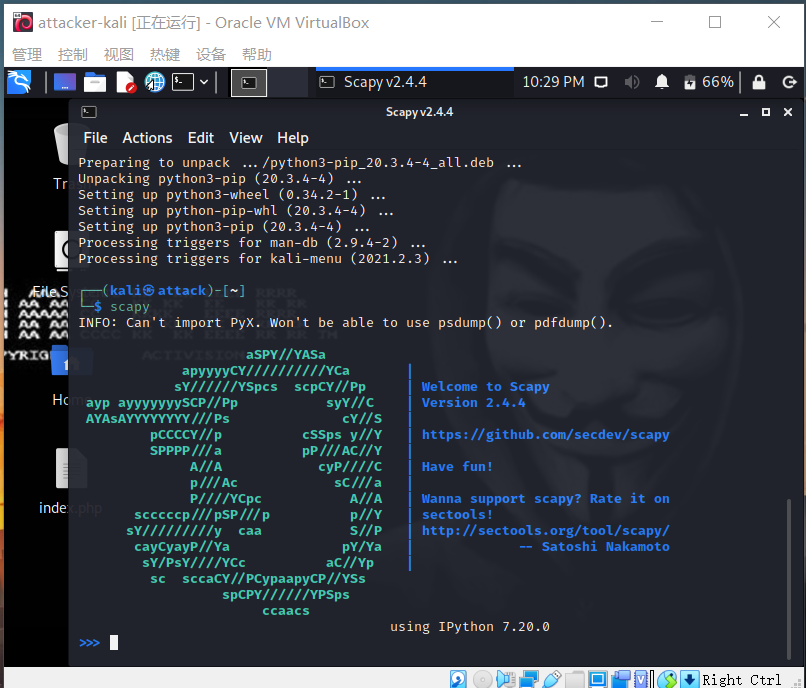 attacker-kali [正在运行] - Oracle VM VirtualBox
管理 控制 视图 热键 设备 帮助
Scapy v2.4.4 10:29 PM 66%
Scapy v2.4.4
File Actions Edit View Help
Preparing to unpack .../python3-pip_20.3.4-4_all.deb ...
Unpacking python3-pip (20.3.4-4) ...
Setting up python3-wheel (0.34.2-1) ...
Setting up python-pip-whl (20.3.4-4) ...
Setting up python3-pip (20.3.4-4) ...
Processing triggers for man-db (2.9.4-2) ...
Processing triggers for kali-menu (2021.2.3) ...
┌──(kali㉿attack)-[~]
└─$ scapy
INFO: Can't import PyX. Won't be able to use psdump() or pdfdump().
aSPY//YASa
apyyyyCY//////////YCa |
sY//////YSpcs scpCY//Pp | Welcome to Scapy
ayp ayyyyyyySCP//Pp syY//C | Version 2.4.4
AYAsAYYYYYYYY///Ps cY//S |
pCCCCY//p cSSps y//Y | https://github.com/secdev/scapy
SPPPP///a pP///AC//Y |
A//A cyP////C | Have fun!
p///Ac sC///a |
P////YCpc A//A | Wanna support scapy? Rate it on
scccccp///pSP///p p//Y | sectools!
sY/////////y caa S//P | http://sectools.org/tool/scapy/
cayCyayP//Ya pY/Ya | -- Satoshi Nakamoto
sY/PsY////YCc aC//Yp |
sc sccaCY//PCypaapyCP//YSs
spCPY//////YPSps
ccaacs
using IPython 7.20.0
>>>
File Sy
index.php
Right Ctrl